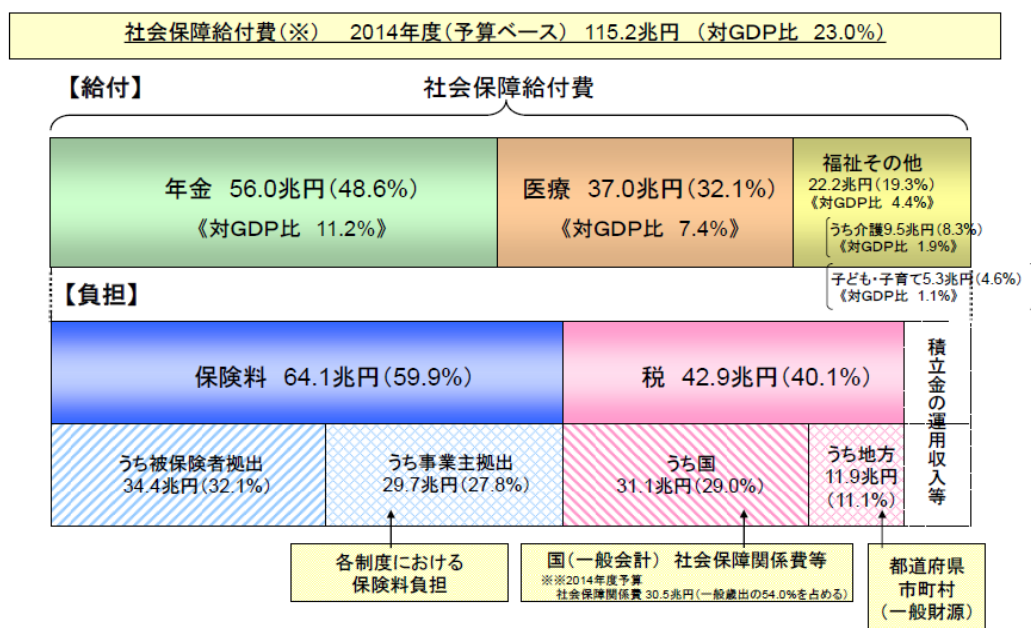 社会保障給付費(※) 2014年度(予算ベース) 115.2兆円 (対GDP比 23.0%)
【給付】
社会保障給付費
年金 56.0兆円(48.6%)
《対GDP比 11.2%》
医療 37.0兆円(32.1%)
《対GDP比 7.4%》
福祉その他
22.2兆円(19.3%)
《対GDP比 4.4%》
うち介護9.5兆円(8.3%)
《対GDP比 1.9%》
子ども・子育て5.3兆円(4.6%)
《対GDP比 1.1%》
【負担】
保険料 64.1兆円(59.9%)
税 42.9兆円(40.1%)
積立金の運用収入等
うち被保険者拠出
34.4兆円(32.1%)
うち事業主拠出
29.7兆円(27.8%)
うち国
31.1兆円(29.0%)
うち地方
11.9兆円
(11.1%)
各制度における
保険料負担
国(一般会計) 社会保障関係費等
※※2014年度予算
社会保障関係費 30.5兆円(一般歳出の54.0%を占める)
都道府県
市町村
(一般財源)